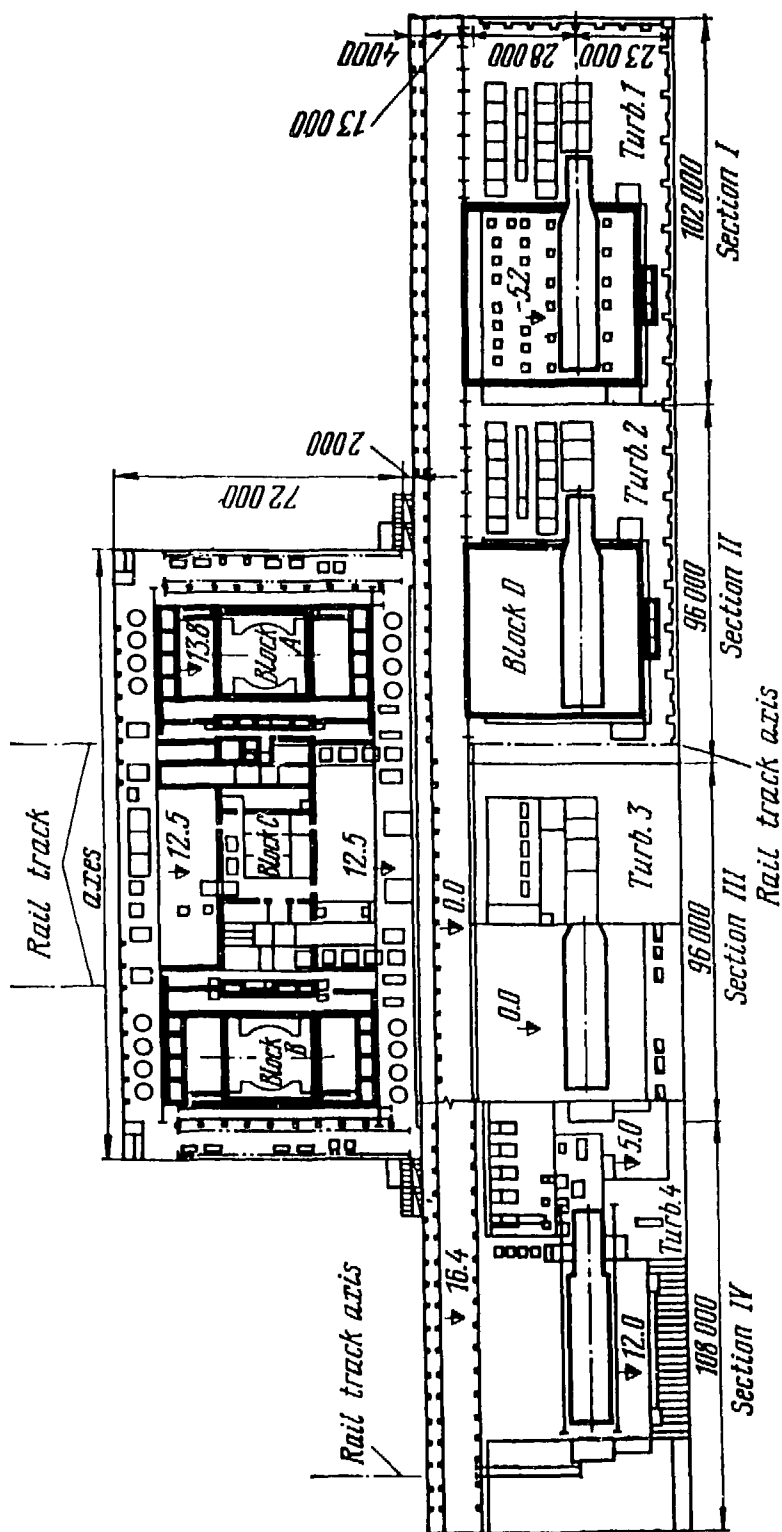 Rail track
axes
72 000
2 000
13.8
Block
A
12.5
Block C
12.5
Block
B
Rail track axis
4 000
13 000
28 000
23 000
16.4
0.0
0.0
-5.2
5.0
12.0
Turb. 4
Turb. 3
Turb. 2
Turb. 1
Block D
108 000
96 000
96 000
102 000
Section IV
Section III
Section II
Section I
Rail track axis